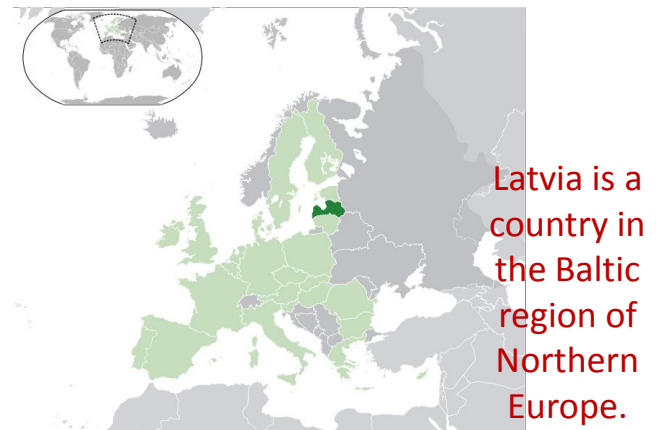 Latvia is a
country in
the Baltic
region of
Northern
Europe.